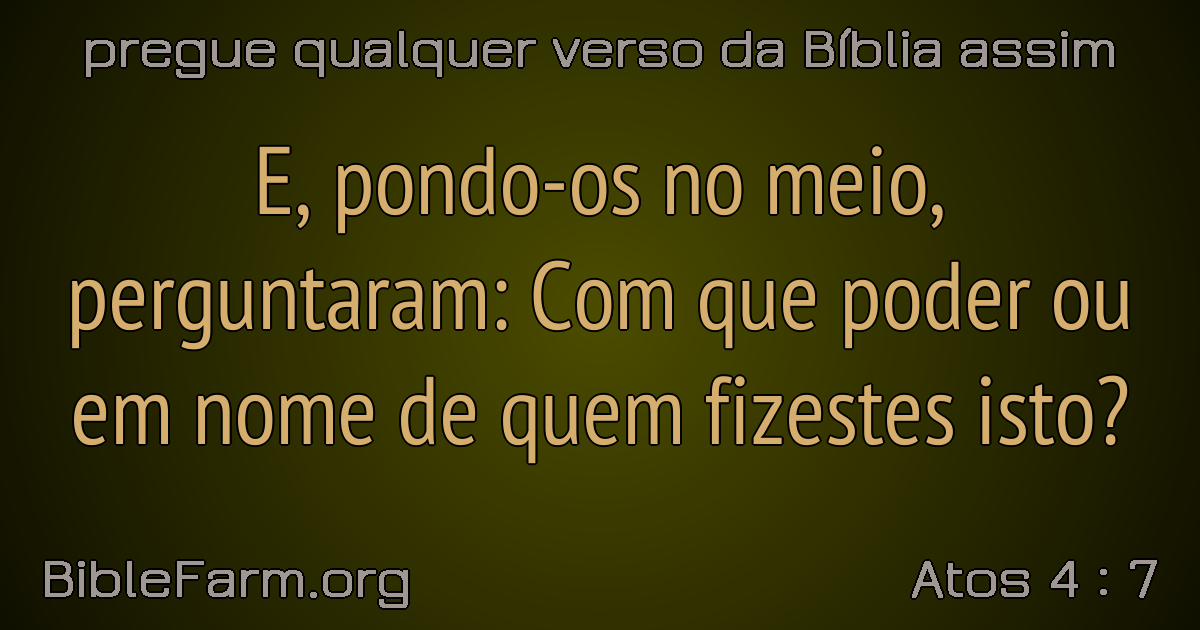 pregue qualquer verso da Bíblia assim
E, pondo-os no meio,
perguntaram: Com que poder ou
em nome de quem fizestes isto?
BibleFarm.org
Atos 4 : 7